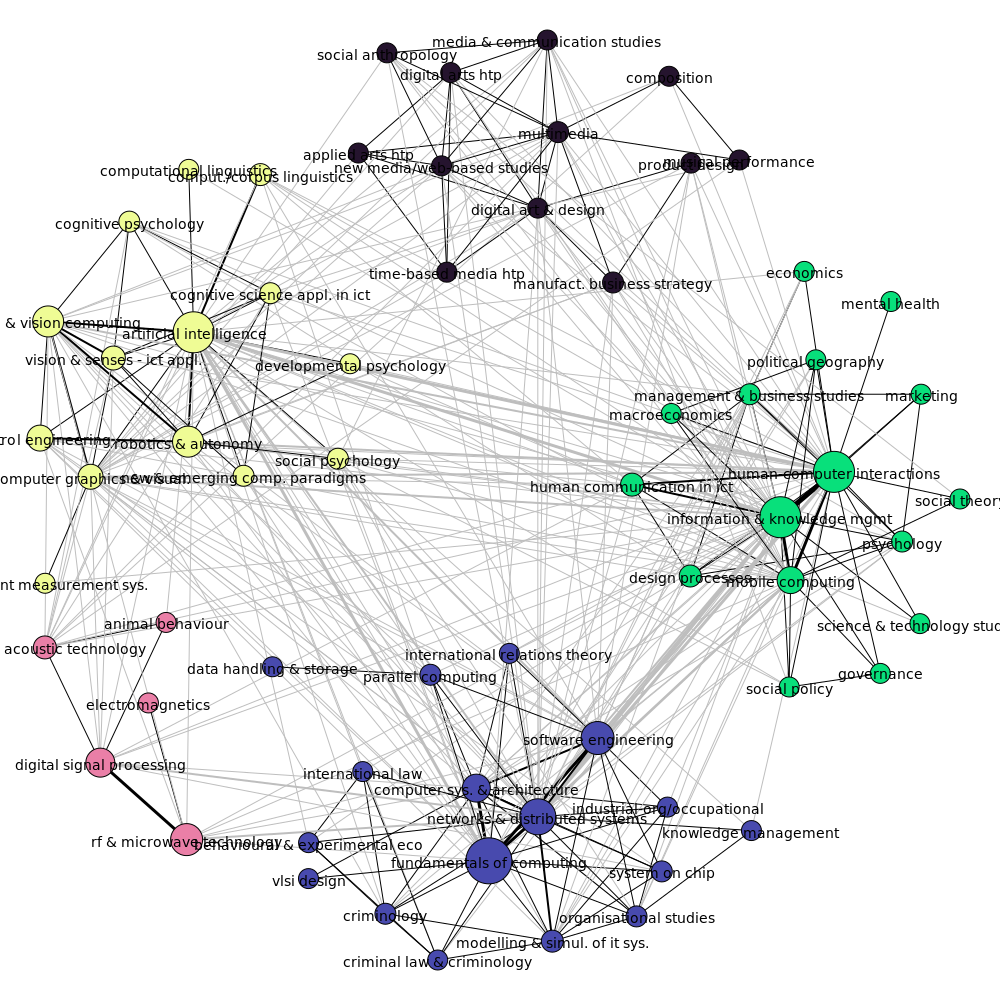 media & communication studies
social anthropology
digital arts htp
composition
multimedia
applied arts htp
new media/web-based studies
product design
musical performance
computational linguistics
comput./corpus linguistics
digital art & design
cognitive psychology
time-based media htp
manufact. business strategy
economics
cognitive science appl. in ict
mental health
& vision computing
artificial intelligence
vision & senses - ict appl.
developmental psychology
political geography
management & business studies
marketing
macroeconomics
rol engineering
robotics & autonomy
social psychology
omputer graphics & visual.
new & emerging comp. paradigms
human computer interactions
human communication in ict
social theory
information & knowledge mgmt
psychology
nt measurement sys.
design processes
mobile computing
animal behaviour
science & technology stud
acoustic technology
international relations theory
data handling & storage
parallel computing
governance
social policy
electromagnetics
software engineering
digital signal processing
international law
computer sys. & architecture
industrial org/occupational
networks & distributed systems
knowledge management
rf & microwave technology
behavioural & experimental eco
fundamentals of computing
system on chip
vlsi design
criminology
organisational studies
modelling & simul. of it sys.
criminal law & criminology